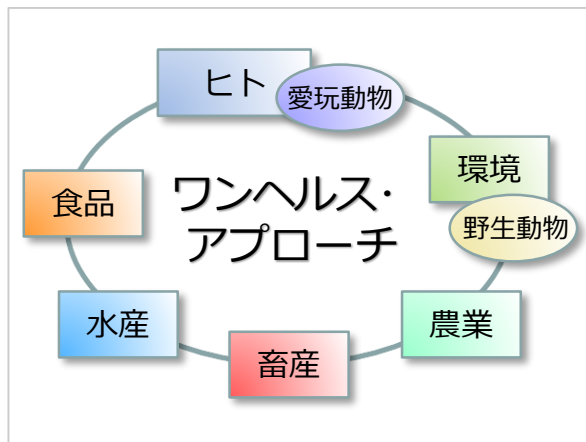 ヒト
愛玩動物
環境
野生動物
食品
ワンヘルス・
アプローチ
水産
農業
畜産